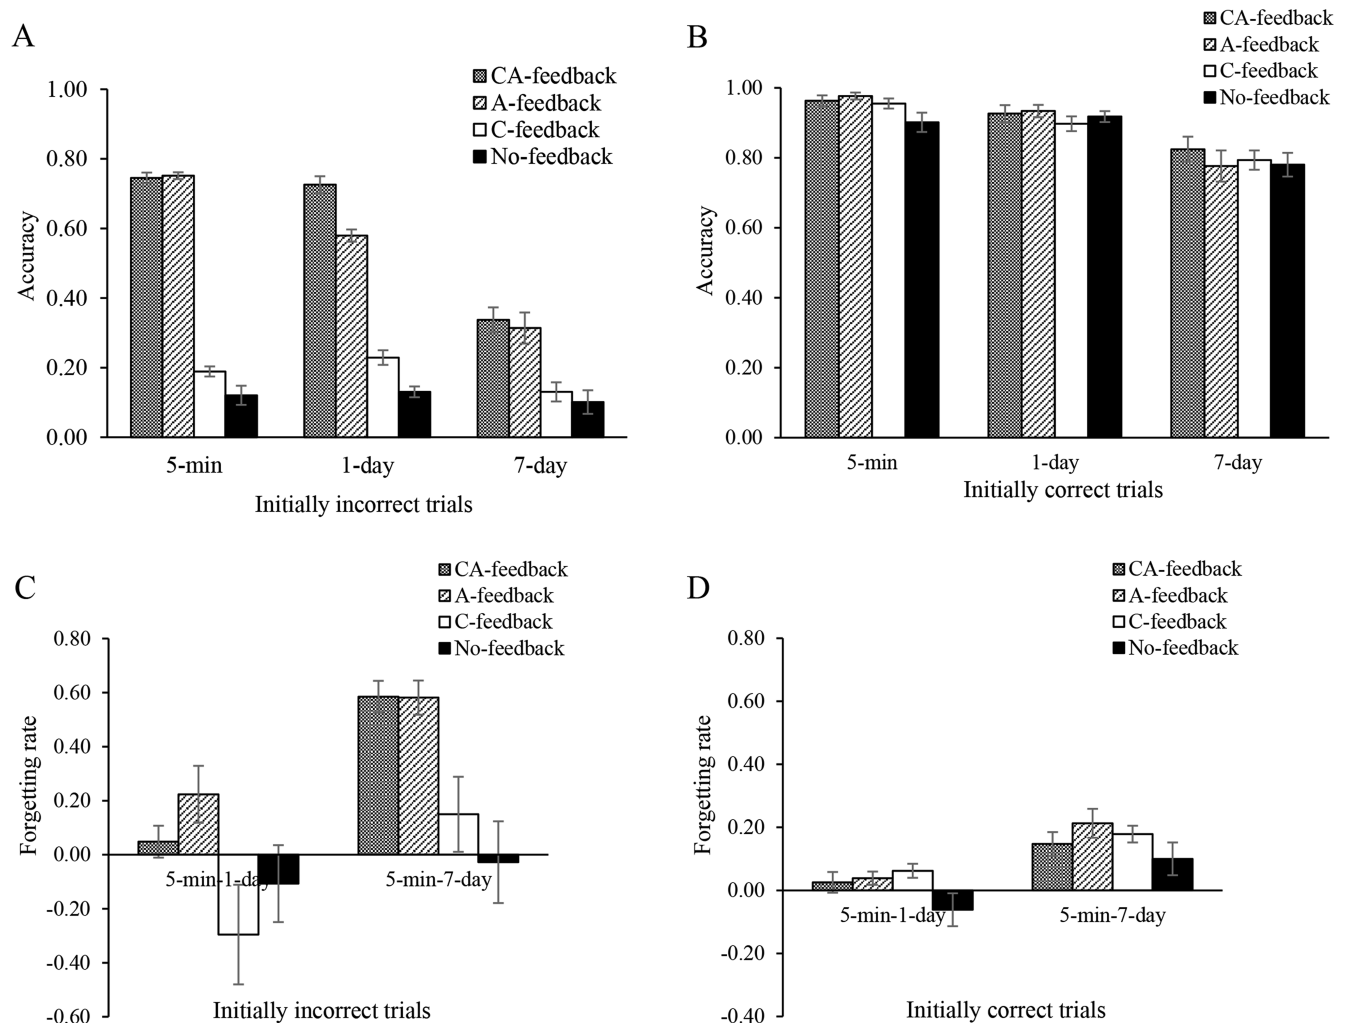 A
CA-feedback
A-feedback
C-feedback
No-feedback
1.00
0.80
0.60
0.40
0.20
0.00
Accuracy
5-min 1-day 7-day
Initially incorrect trials
B
CA-feedback
A-feedback
C-feedback
No-feedback
1.00
0.80
0.60
0.40
0.20
0.00
Accuracy
5-min 1-day 7-day
Initially correct trials
C
CA-feedback
A-feedback
C-feedback
No-feedback
0.80
0.60
0.40
0.20
0.00
-0.20
-0.40
-0.60
Forgetting rate
5-min-1-day 5-min-7-day
Initially incorrect trials
D
CA-feedback
A-feedback
C-feedback
No-feedback
0.80
0.60
0.40
0.20
0.00
-0.20
-0.40
Forgetting rate
5-min-1-day 5-min-7-day
Initially correct trials